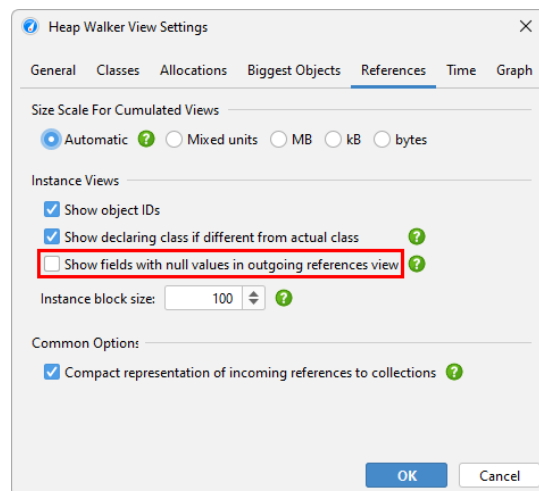 Heap Walker View Settings
General Classes Allocations Biggest Objects References Time Graph
Size Scale For Cumulated Views
Automatic ? Mixed units MB kB bytes
Instance Views
Show object IDs
Show declaring class if different from actual class ?
Show fields with null values in outgoing references view ?
Instance block size: 100 ?
Common Options
Compact representation of incoming references to collections ?
OK Cancel